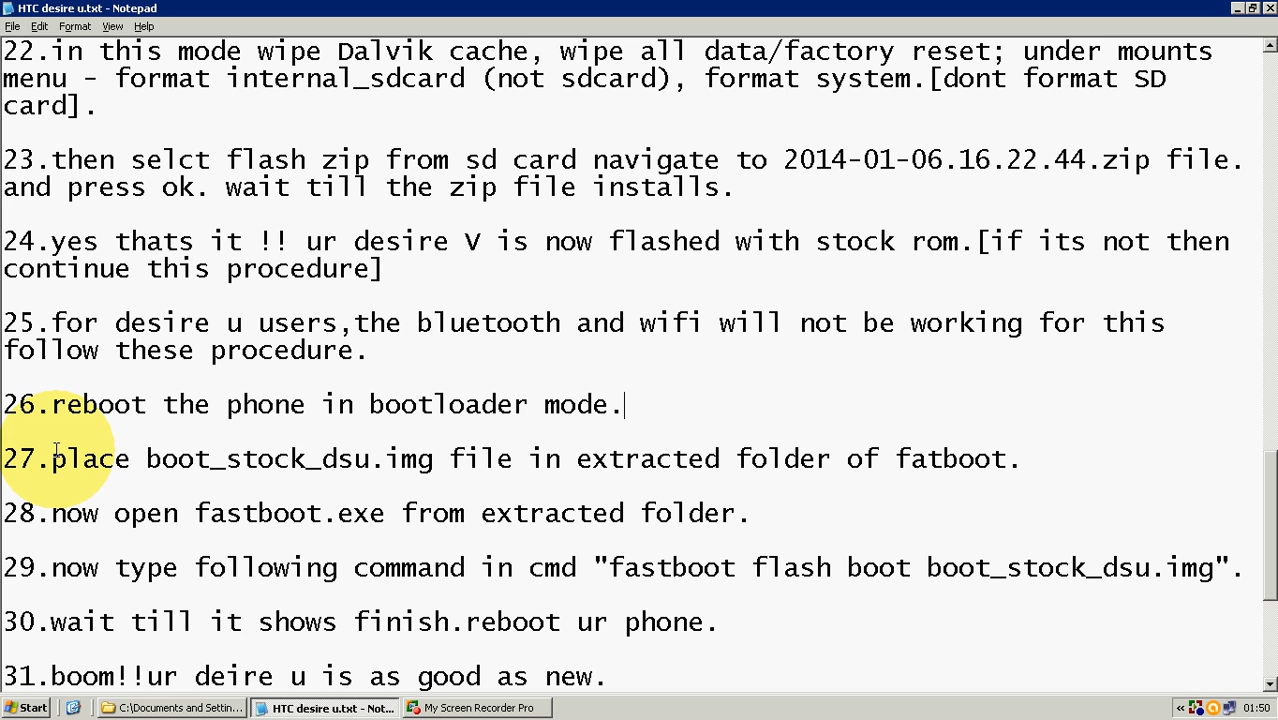 HTC desire u.txt - Notepad
File Edit Format View Help
22.in this mode wipe Dalvik cache, wipe all data/factory reset; under mounts
menu - format internal_sdcard (not sdcard), format system.[dont format SD
card].
23.then selct flash zip from sd card navigate to 2014-01-06.16.22.44.zip file.
and press ok. wait till the zip file installs.
24.yes thats it !! ur desire V is now flashed with stock rom.[if its not then
continue this procedure]
25.for desire u users,the bluetooth and wifi will not be working for this
follow these procedure.
26.reboot the phone in bootloader mode.
27.place boot_stock_dsu.img file in extracted folder of fatboot.
28.now open fastboot.exe from extracted folder.
29.now type following command in cmd "fastboot flash boot boot_stock_dsu.img".
30.wait till it shows finish.reboot ur phone.
31.boom!!ur deire u is as good as new.
Start C:\Documents and Settin... HTC desire u.txt - Not... My Screen Recorder Pro « 01:50